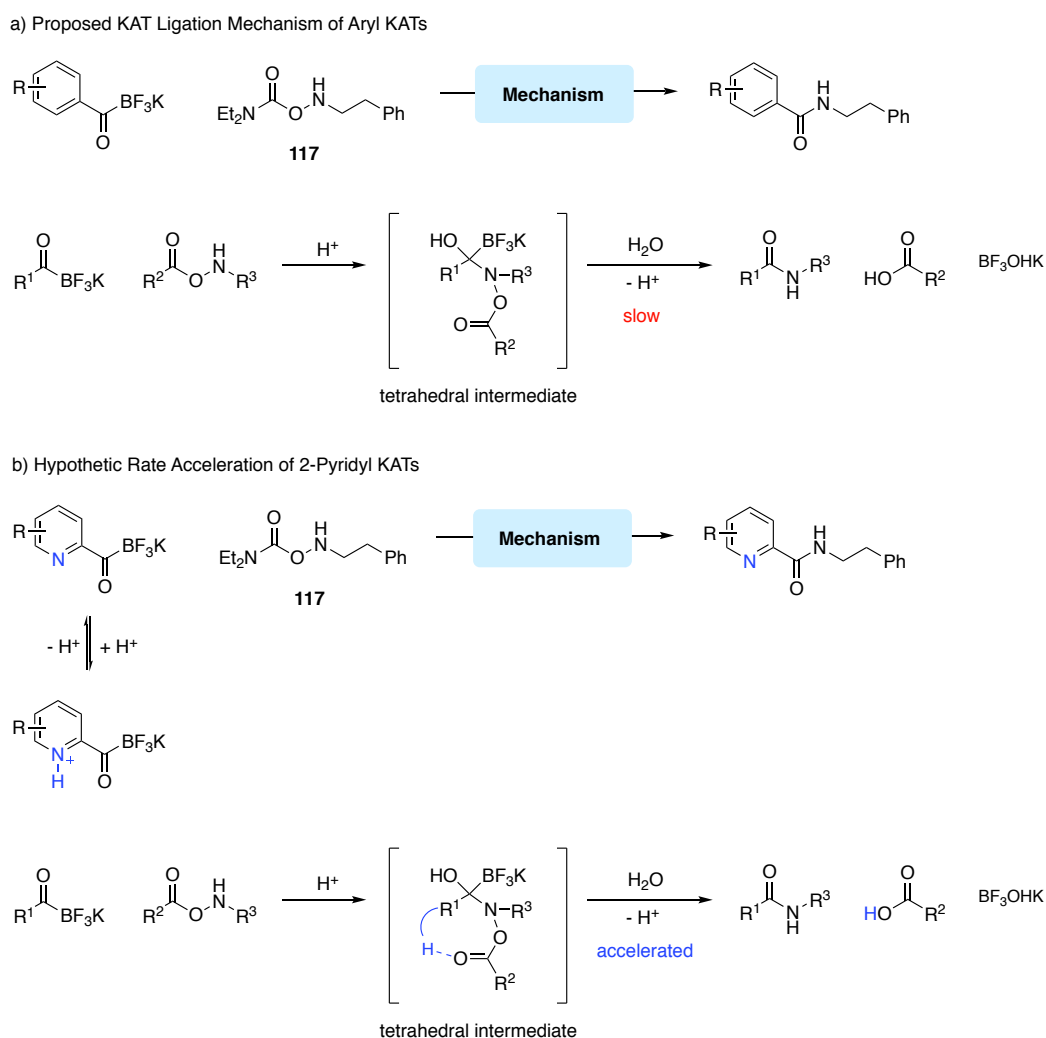 a) Proposed KAT Ligation Mechanism of Aryl KATs
R BF₃K O
Et₂N O O H N Ph
Mechanism
R O H N Ph
117
O R¹ BF₃K
O R² O H N R³
H⁺
HO BF₃K R¹ N R³ O O R²
H₂O
- H⁺
slow
O R¹ N H R³
O HO R²
BF₃OHK
tetrahedral intermediate
b) Hypothetic Rate Acceleration of 2-Pyridyl KATs
R N BF₃K O
Et₂N O O H N Ph
Mechanism
R N O H N Ph
117
- H⁺ + H⁺
R N + H BF₃K O
O R¹ BF₃K
O R² O H N R³
H⁺
HO BF₃K R¹ N R³ O H O R²
H₂O
- H⁺
accelerated
O R¹ N H R³
O HO R²
BF₃OHK
tetrahedral intermediate